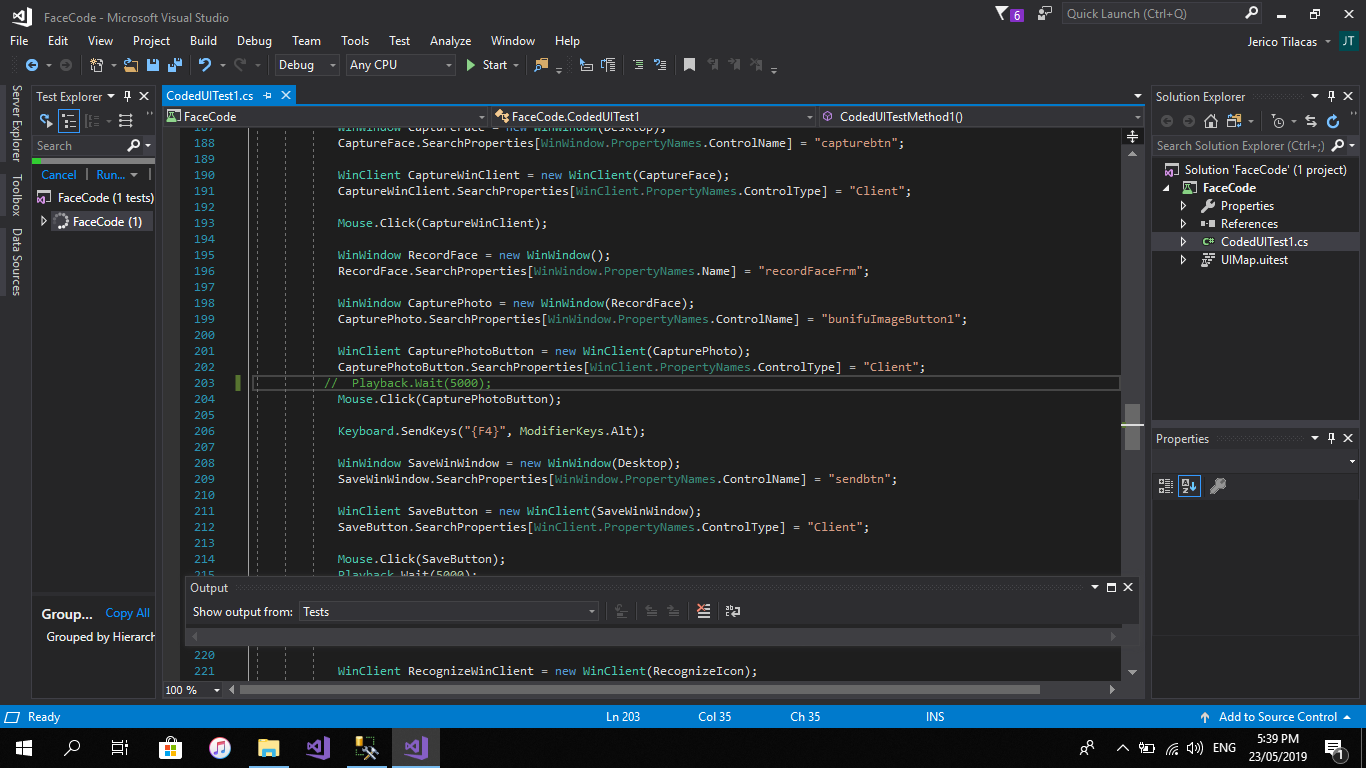 FaceCode - Microsoft Visual Studio
6
Quick Launch (Ctrl+Q)
File Edit View Project Build Debug Team Tools Test Analyze Window Help
Jerico Tilacas
JT
Debug
Any CPU
Start
Server Explorer
Toolbox
Data Sources
Test Explorer
Search
Cancel | Run... |
FaceCode (1 tests)
FaceCode (1)
Group... Copy All
Grouped by Hierarch
CodedUITest1.cs
FaceCode
FaceCode.CodedUITest1
CodedUITestMethod1()
187 WinWindow CaptureFace = new WinWindow(Desktop);
188 CaptureFace.SearchProperties[WinWindow.PropertyNames.ControlName] = "capturebtn";
189
190 WinClient CaptureWinClient = new WinClient(CaptureFace);
191 CaptureWinClient.SearchProperties[WinClient.PropertyNames.ControlType] = "Client";
192
193 Mouse.Click(CaptureWinClient);
194
195 WinWindow RecordFace = new WinWindow();
196 RecordFace.SearchProperties[WinWindow.PropertyNames.Name] = "recordFaceFrm";
197
198 WinWindow CapturePhoto = new WinWindow(RecordFace);
199 CapturePhoto.SearchProperties[WinWindow.PropertyNames.ControlName] = "bunifuImageButton1";
200
201 WinClient CapturePhotoButton = new WinClient(CapturePhoto);
202 CapturePhotoButton.SearchProperties[WinClient.PropertyNames.ControlType] = "Client";
203 // Playback.Wait(5000);
204 Mouse.Click(CapturePhotoButton);
205
206 Keyboard.SendKeys("{F4}", ModifierKeys.Alt);
207
208 WinWindow SaveWinWindow = new WinWindow(Desktop);
209 SaveWinWindow.SearchProperties[WinWindow.PropertyNames.ControlName] = "sendbtn";
210
211 WinClient SaveButton = new WinClient(SaveWinWindow);
212 SaveButton.SearchProperties[WinClient.PropertyNames.ControlType] = "Client";
213
214 Mouse.Click(SaveButton);
215 Playback.Wait(5000);
Output
Show output from: Tests
220
221 WinClient RecognizeWinClient = new WinClient(RecognizeIcon);
100 %
Solution Explorer
Search Solution Explorer (Ctrl+;)
Solution 'FaceCode' (1 project)
FaceCode
Properties
References
C# CodedUITest1.cs
UIMap.uitest
Properties
Ready
Ln 203
Col 35
Ch 35
INS
Add to Source Control
ENG
5:39 PM
23/05/2019
1